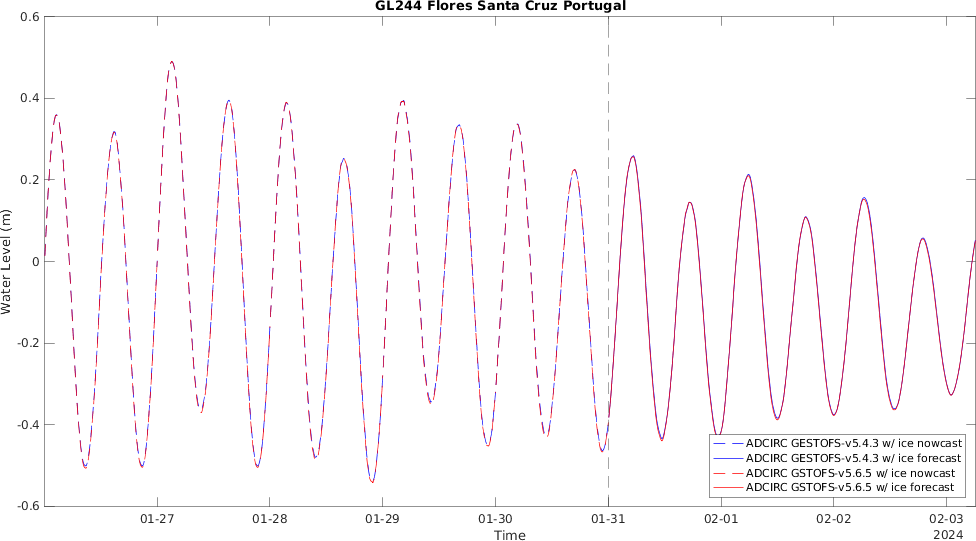 GL244 Flores Santa Cruz Portugal
0.6
0.4
0.2
0
-0.2
-0.4
-0.6
Water Level (m)
01-27 01-28 01-29 01-30 01-31 02-01 02-02 02-03
Time
2024
ADCIRC GESTOFS-v5.4.3 w/ ice nowcast
ADCIRC GESTOFS-v5.4.3 w/ ice forecast
ADCIRC GSTOFS-v5.6.5 w/ ice nowcast
ADCIRC GSTOFS-v5.6.5 w/ ice forecast